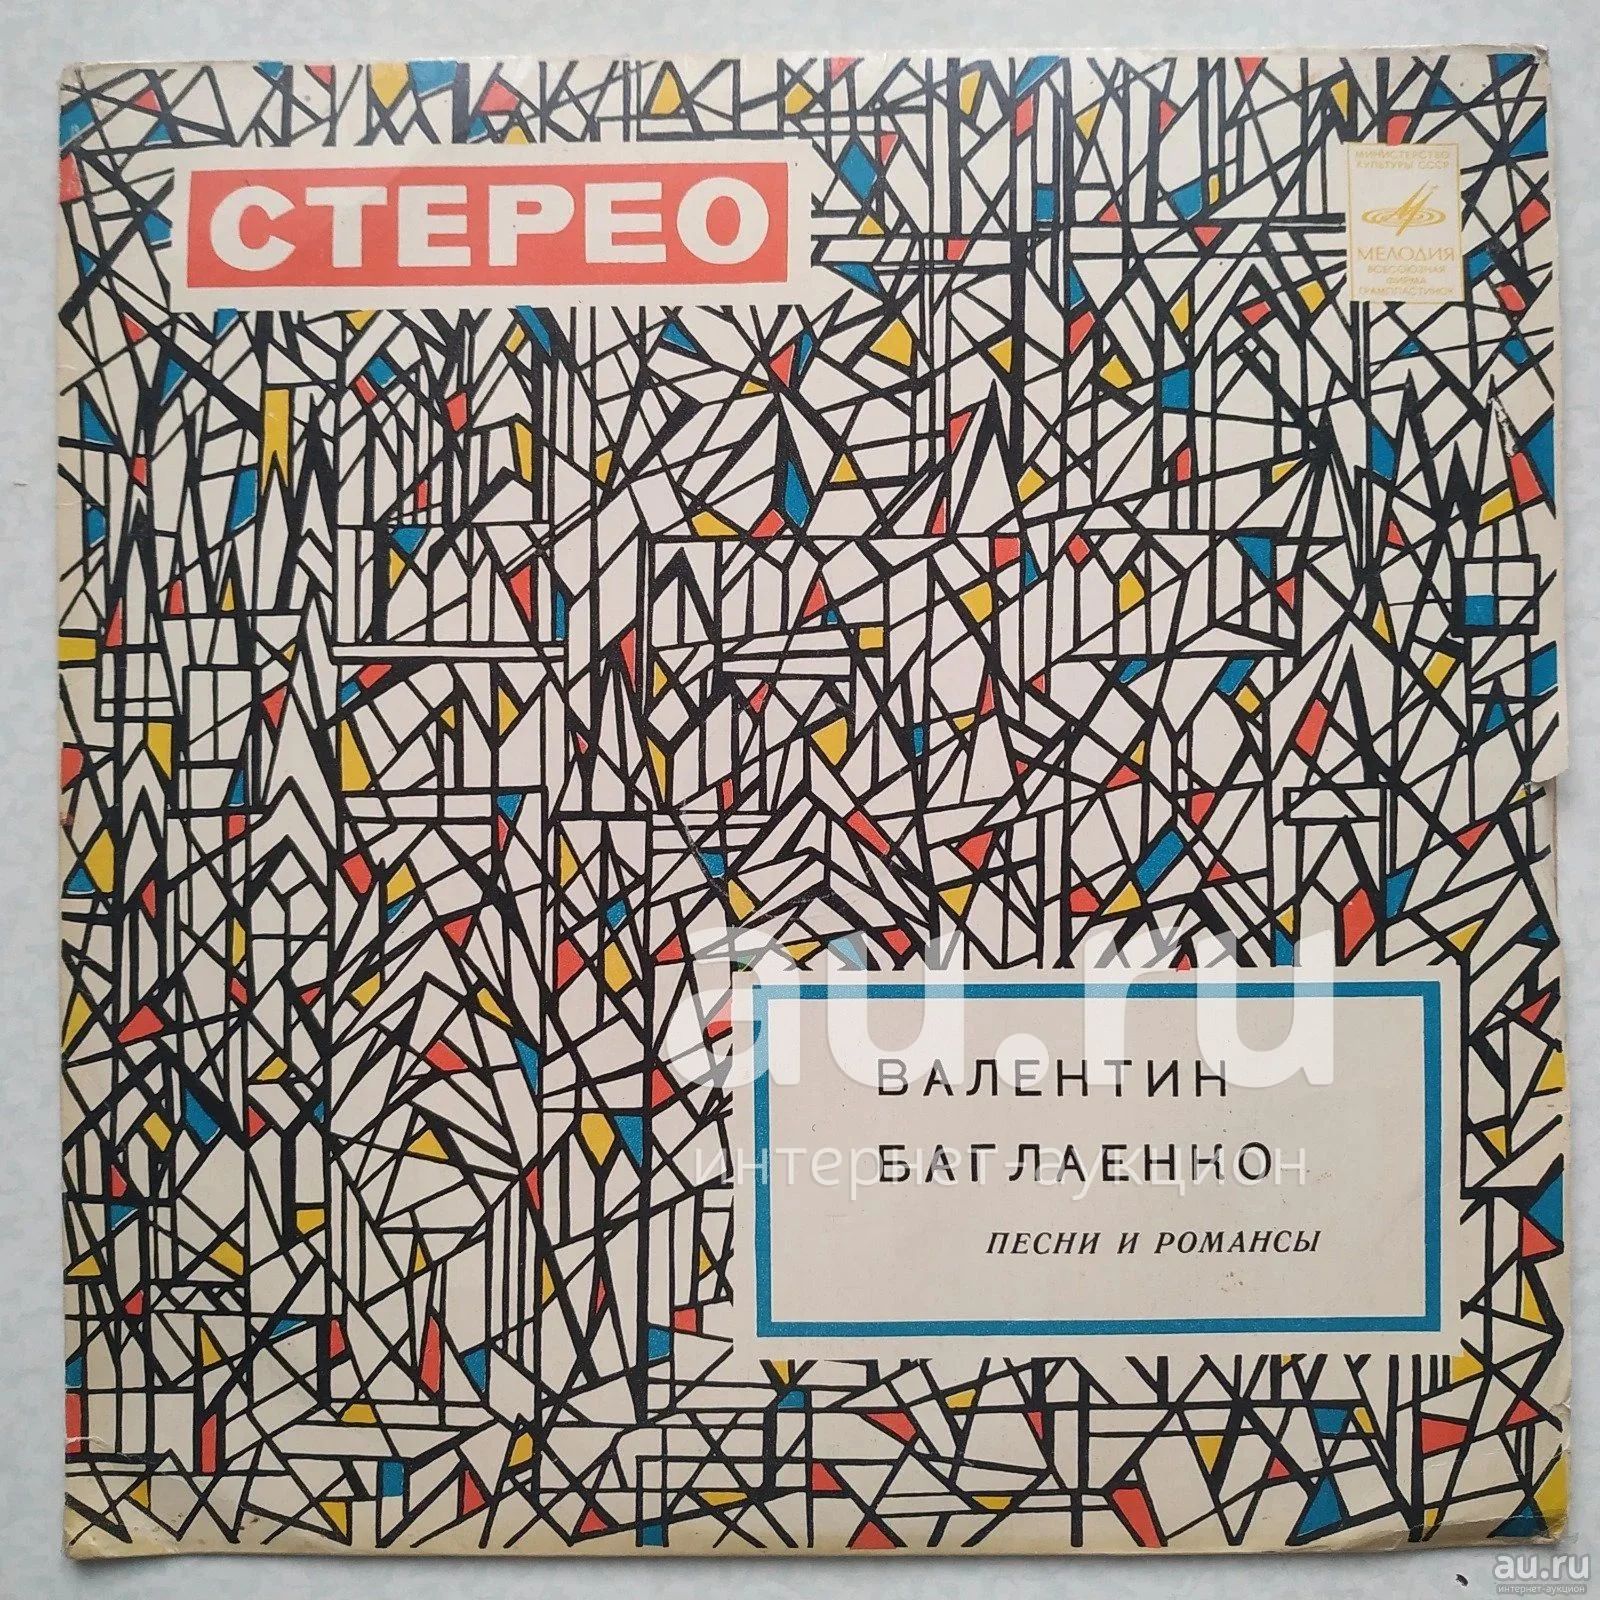 СТЕРЕО
МИНИСТЕРСТВО
КУЛЬТУРЫ СССР
МЕЛОДИЯ
ВСЕСОЮЗНАЯ
ФИРМА
ГРАМПЛАСТИНОК
au.ru
ВАЛЕНТИН
интернет-аукцион
БАГЛАЕНКО
ПЕСНИ И РОМАНСЫ
au.ru
интернет-аукцион